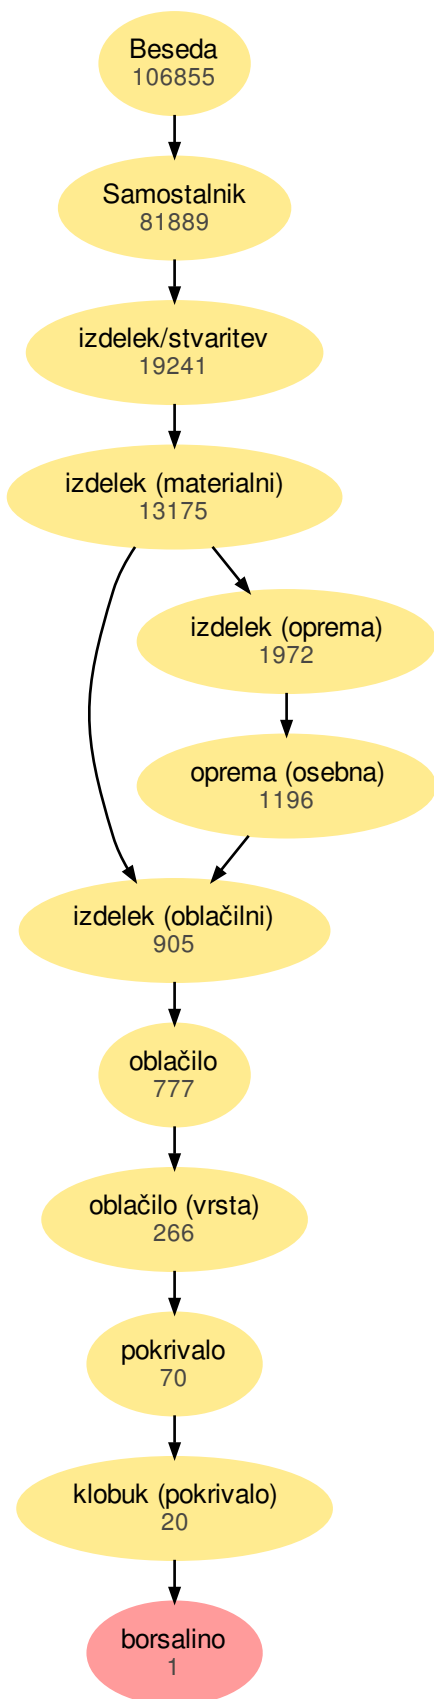 Beseda
106855
Samostalnik
81889
izdelek/stvaritev
19241
izdelek (materialni)
13175
izdelek (oprema)
1972
oprema (osebna)
1196
izdelek (oblačilni)
905
oblačilo
777
oblačilo (vrsta)
266
pokrivalo
70
klobuk (pokrivalo)
20
borsalino
1